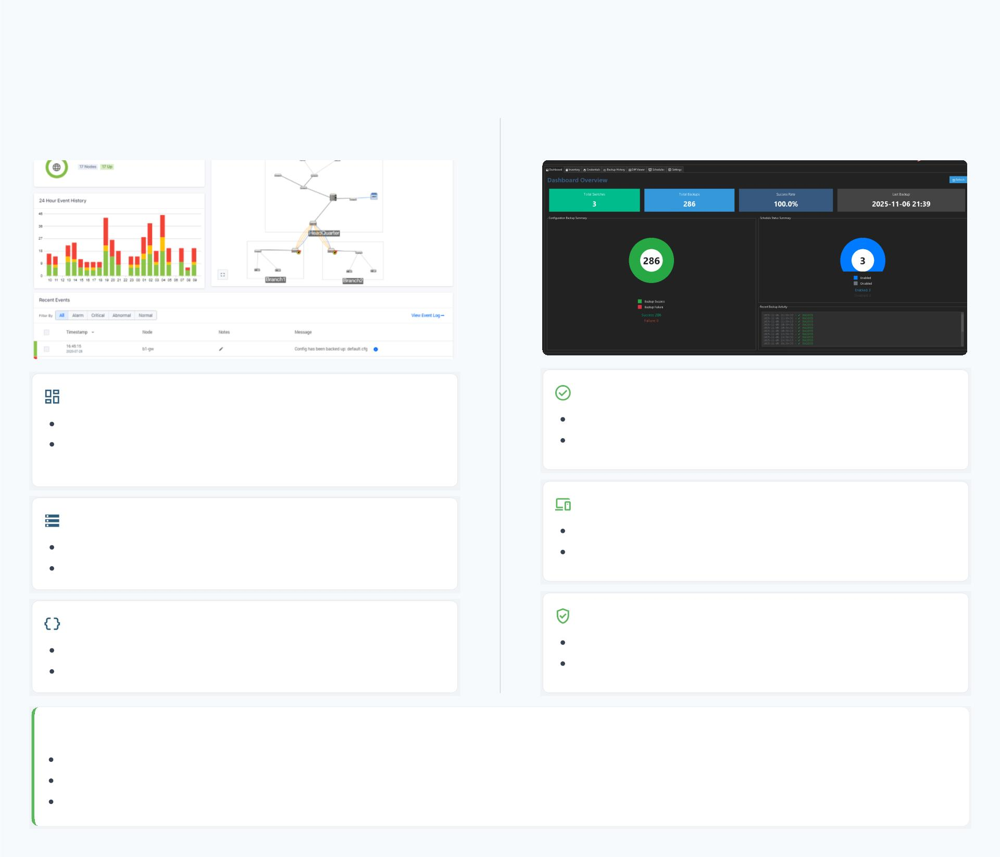 17 Nodes 17 Up
24 Hour Event History
45
36
27
18
9
0
10 11 12 13 14 15 16 17 18 19 20 21 22 23 00 01 02 03 04 05 06 07 08 09
HeadQuarter
Branch1
Branch2
Recent Events
Filter By All Alarm Critical Abnormal Normal View Event Log
Timestamp Node Notes Message
16:45:15
2020-07-28
b1-gw Config has been backed up: default.cfg
Dashboard Inventory Credentials Backup History Diff Viewer Schedules Settings
Dashboard Overview
Refresh
Total Switches
3
Total Backups
286
Success Rate
100.0%
Last Backup
2025-11-06 21:39
Configuration Backup Summary
286
Backup Success
Backup Failure
Success: 286
Failure: 0
Schedule Status Summary
3
Enabled
Disabled
Enabled: 3
Recent Backup Activity